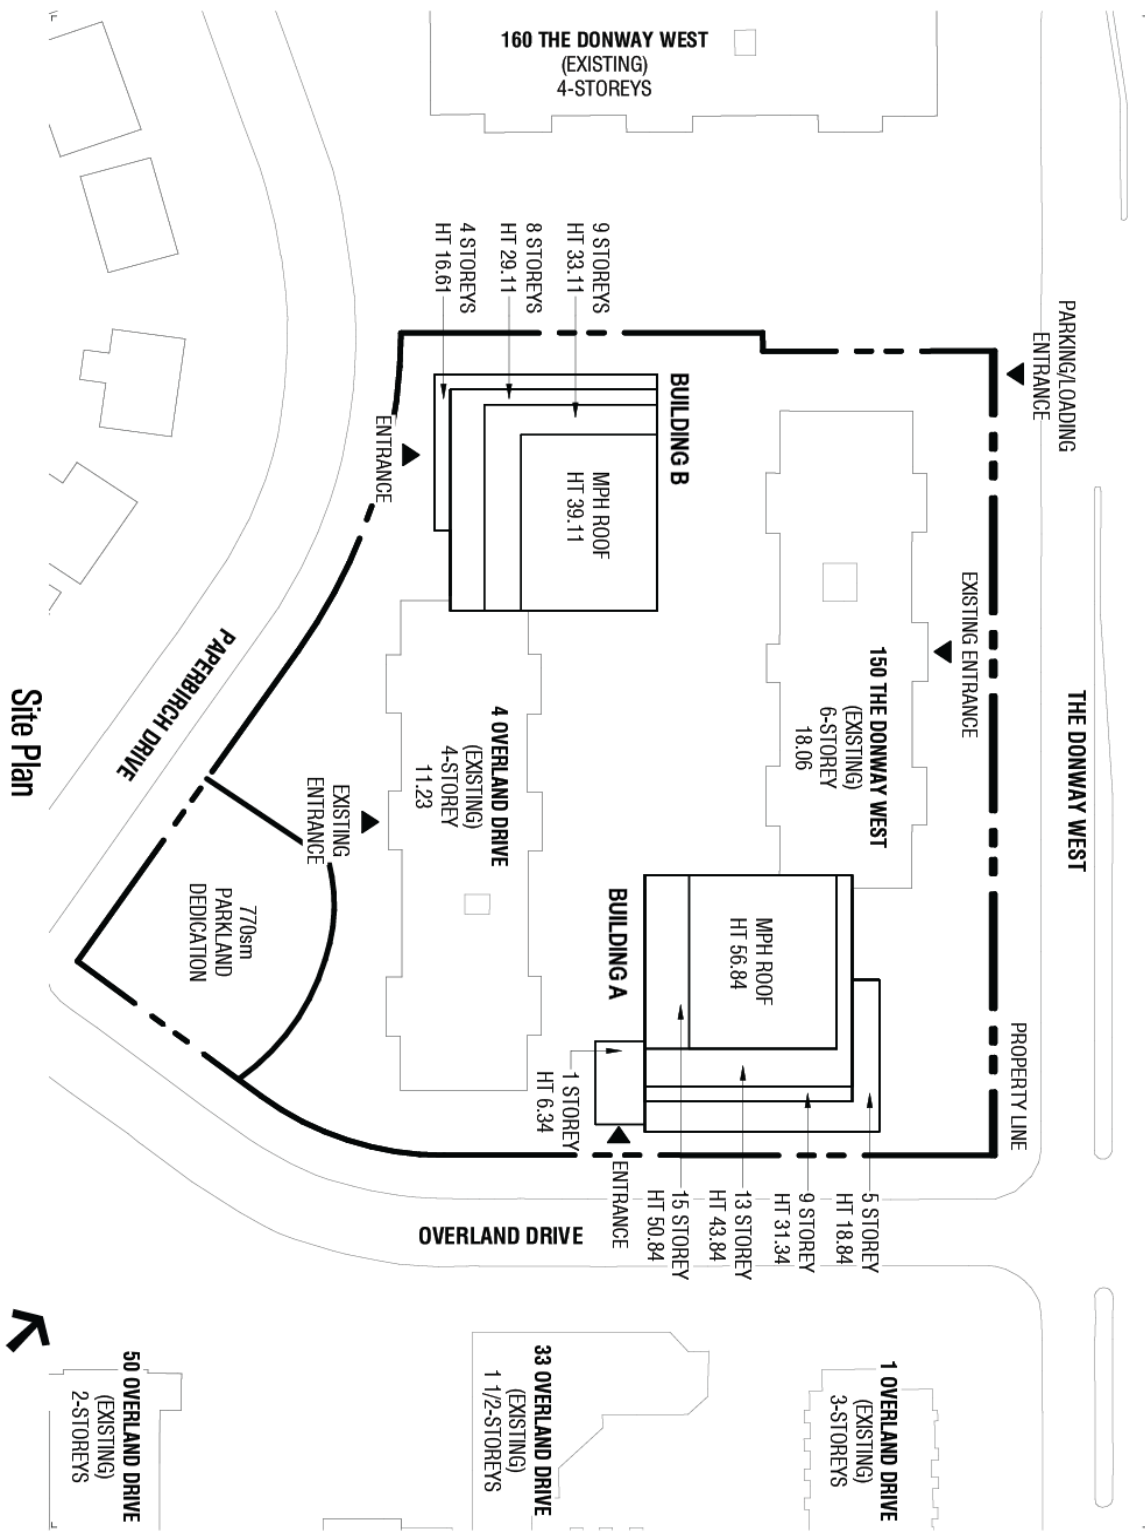 160 THE DONWAY WEST
(EXISTING)
4-STOREYS
9 STOREYS
HT 33.11
8 STOREYS
HT 29.11
4 STOREYS
HT 16.61
PARKING/LOADING
ENTRANCE
BUILDING B
MPH ROOF
HT 39.11
ENTRANCE
EXISTING ENTRANCE
150 THE DONWAY WEST
(EXISTING)
6-STOREY
18.06
THE DONWAY WEST
PAPERBIRCH DRIVE
4 OVERLAND DRIVE
(EXISTING)
4-STOREY
11.23
EXISTING
ENTRANCE
770sm
PARKLAND
DEDICATION
BUILDING A
MPH ROOF
HT 56.84
1 STOREY
HT 6.34
PROPERTY LINE
ENTRANCE
5 STOREY
HT 18.84
9 STOREY
HT 31.34
13 STOREY
HT 43.84
15 STOREY
HT 50.84
OVERLAND DRIVE
1 OVERLAND DRIVE
(EXISTING)
3-STOREYS
33 OVERLAND DRIVE
(EXISTING)
1 1/2-STOREYS
50 OVERLAND DRIVE
(EXISTING)
2-STOREYS
Site Plan